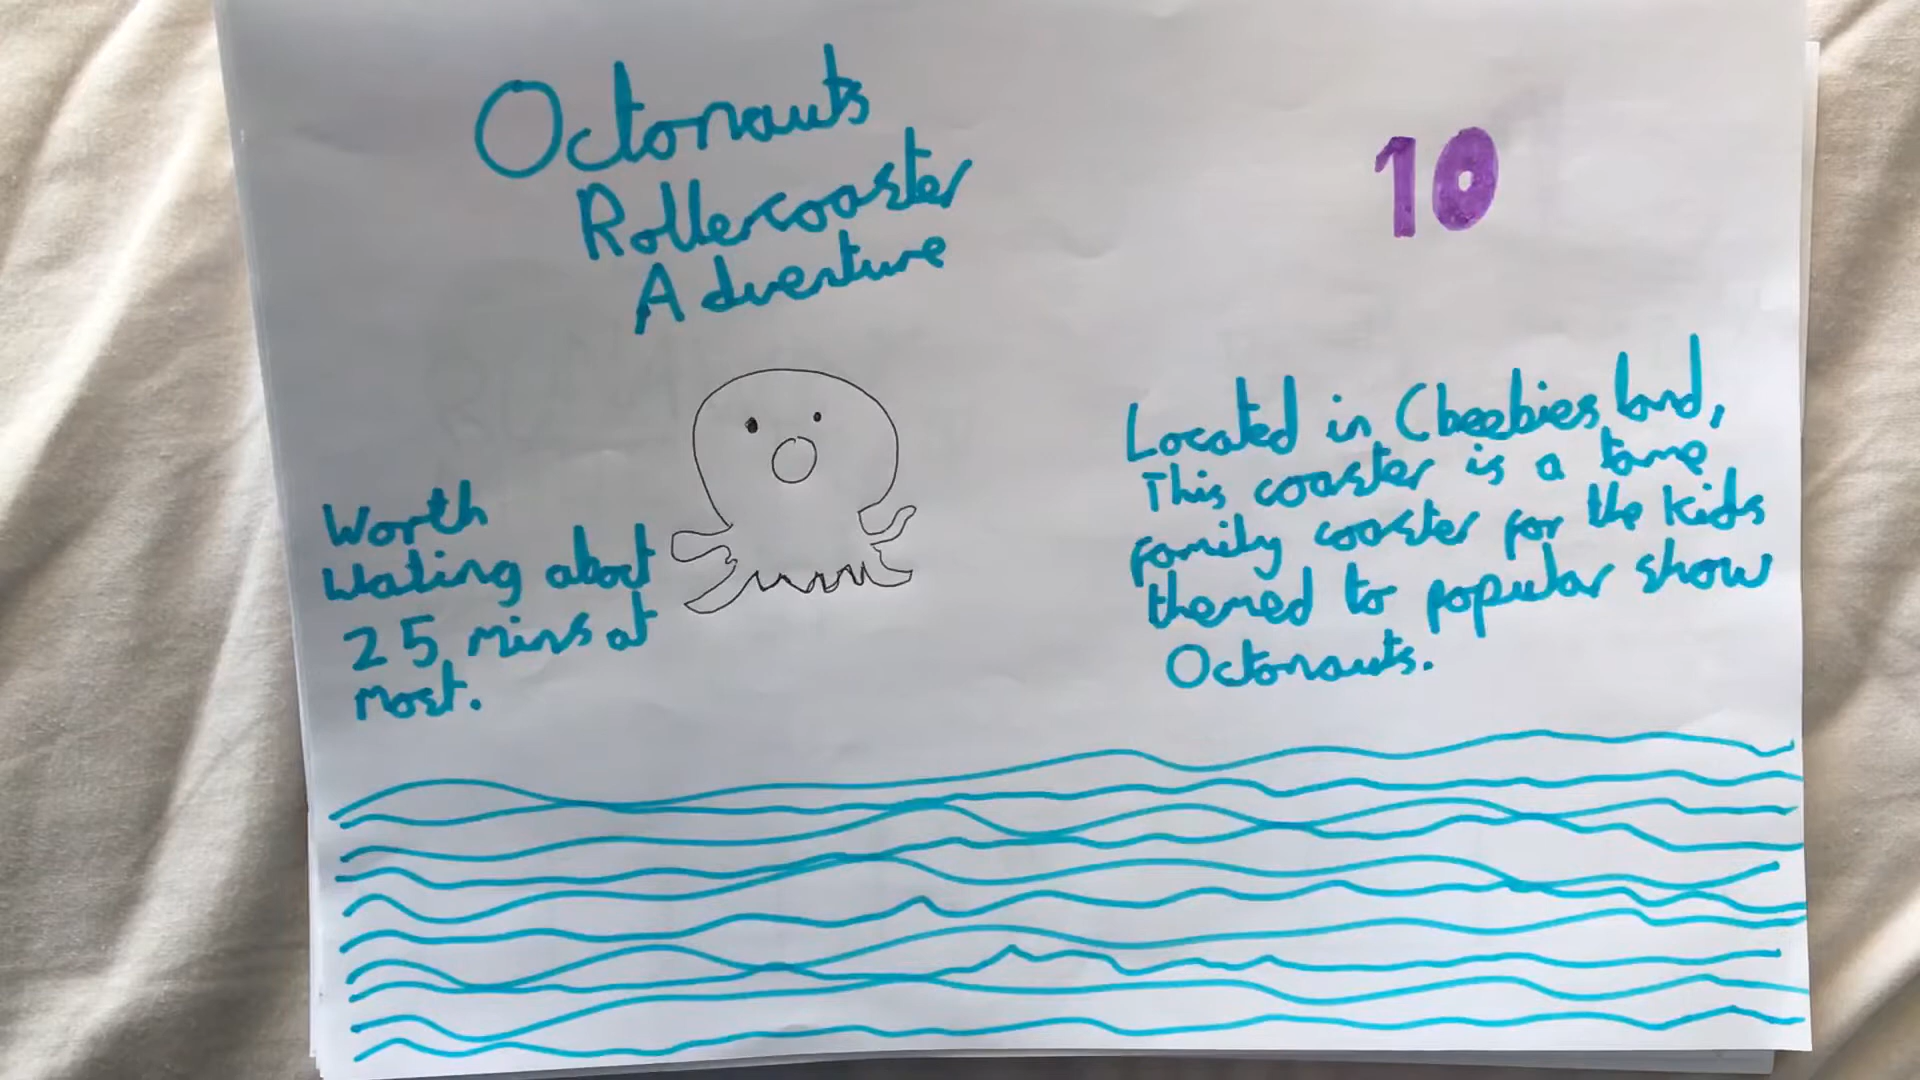 Octonauts
Rollercoaster
Adventure
10
Worth
Wating about
25 mins at
most.
Located in Cbeebies land,
This coaster is a tame
family coaster for the kids
themed to popular show
Octonauts.